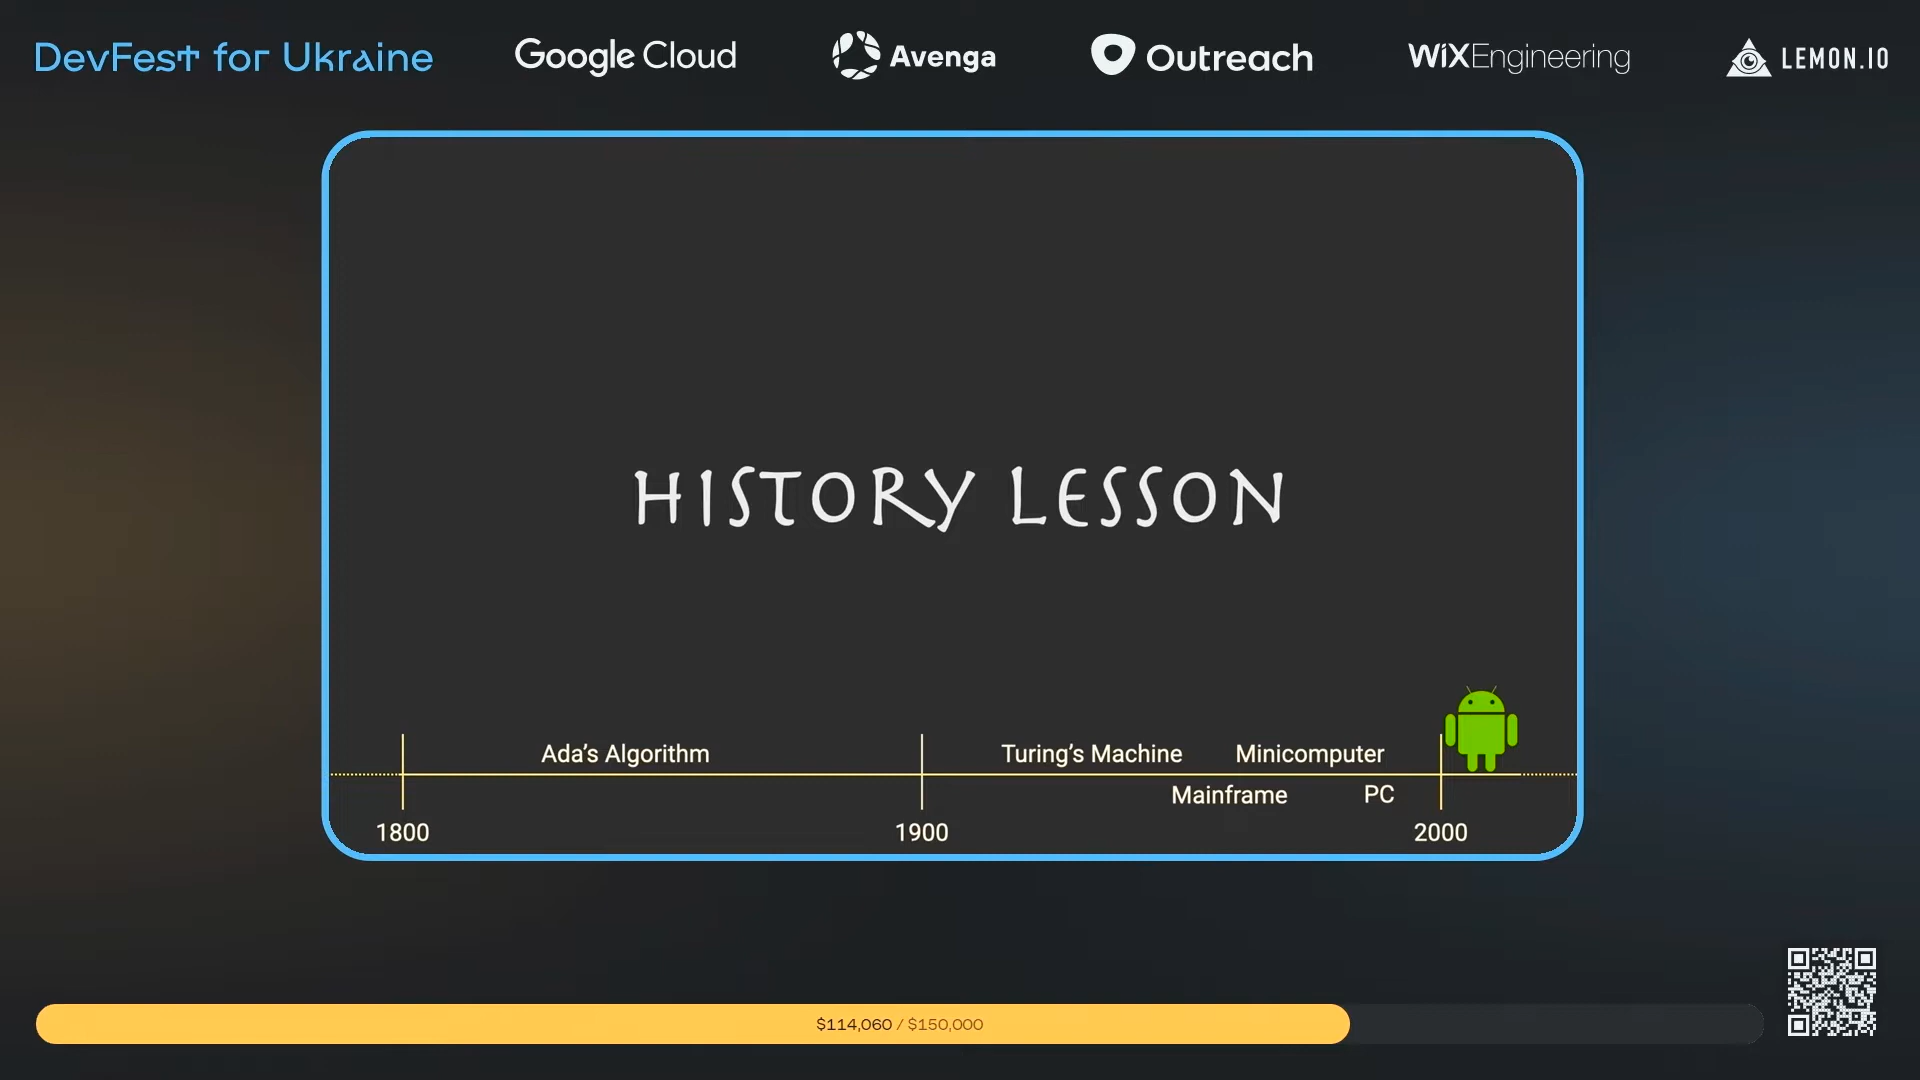 DevFest for Ukraine
Google Cloud
Avenga
Outreach
WiXEngineering
LEMON.IO
HISTORY LESSON
Ada's Algorithm
Turing's Machine
Minicomputer
Mainframe
PC
1800
1900
2000
$114,060 / $150,000